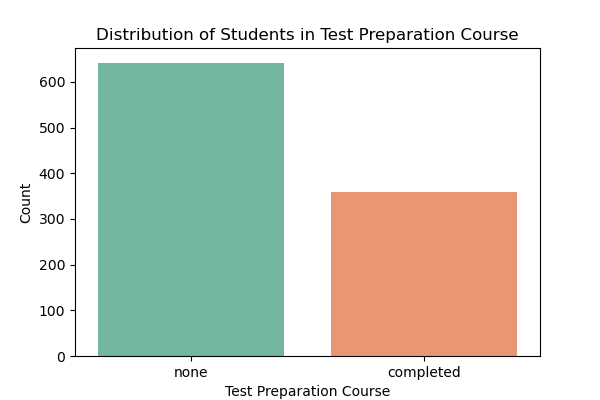 Distribution of Students in Test Preparation Course
600
500
400
300
200
100
0
Count
none completed
Test Preparation Course